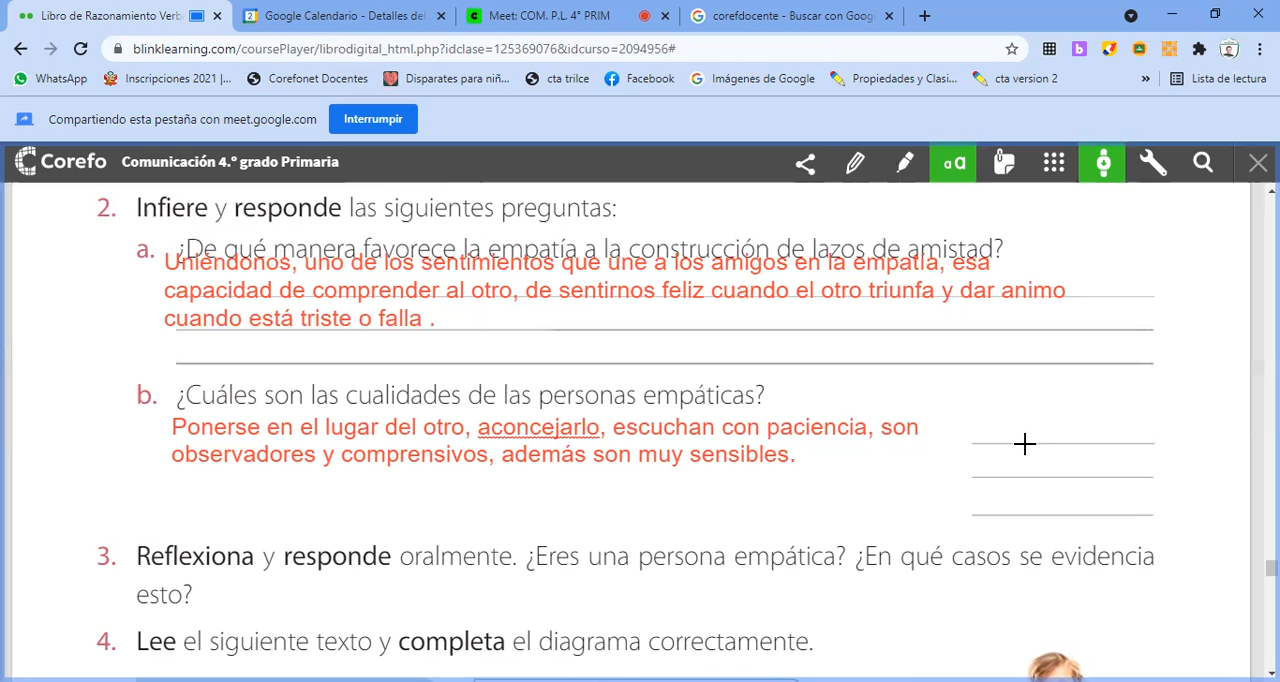 Libro de Razonamiento Verb
Google Calendario - Detalles del
Meet: COM. P.L. 4° PRIM
corefdocente - Buscar con Goog
blinklearning.com/coursePlayer/librodigital_html.php?idclase=125369076&idcurso=2094956#
WhatsApp
Inscripciones 2021 |...
Corefonet Docentes
Disparates para niñ...
cta trilce
Facebook
Imágenes de Google
Propiedades y Clasi...
cta version 2
»
Lista de lectura
Compartiendo esta pestaña con meet.google.com
Interrumpir
Corefo
Comunicación 4.º grado Primaria
aa
2. Infiere y responde las siguientes preguntas:
a. ¿De qué manera favorece la empatía a la construcción de lazos de amistad?
Uniéndonos, uno de los sentimientos que une a los amigos en la empatía, esa
capacidad de comprender al otro, de sentirnos feliz cuando el otro triunfa y dar animo
cuando está triste o falla .
b. ¿Cuáles son las cualidades de las personas empáticas?
Ponerse en el lugar del otro, aconcejarlo, escuchan con paciencia, son
observadores y comprensivos, además son muy sensibles.
3. Reflexiona y responde oralmente. ¿Eres una persona empática? ¿En qué casos se evidencia
esto?
4. Lee el siguiente texto y completa el diagrama correctamente.